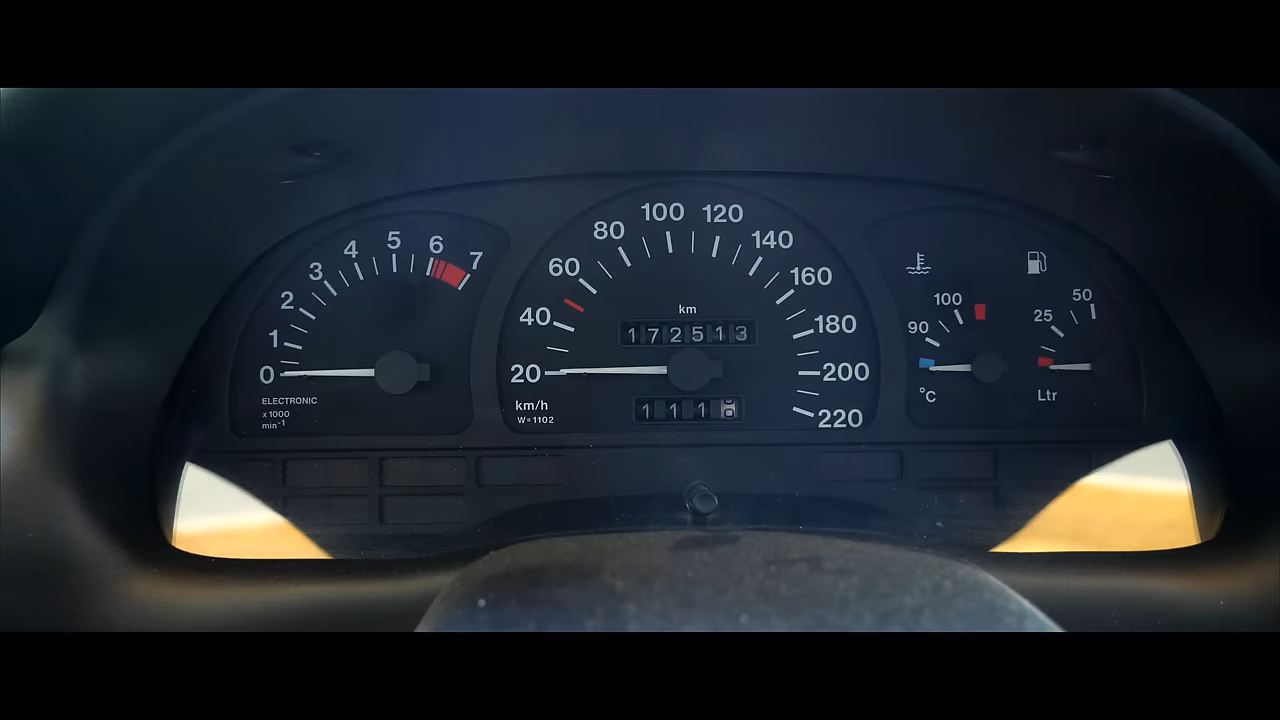 0 1 2 3 4 5 6 7
ELECTRONIC
x 1000
min⁻¹
20 40 60 80 100 120 140 160 180 200 220
km
172513
km/h
W=1102
111
90 100
°C
25 50
Ltr